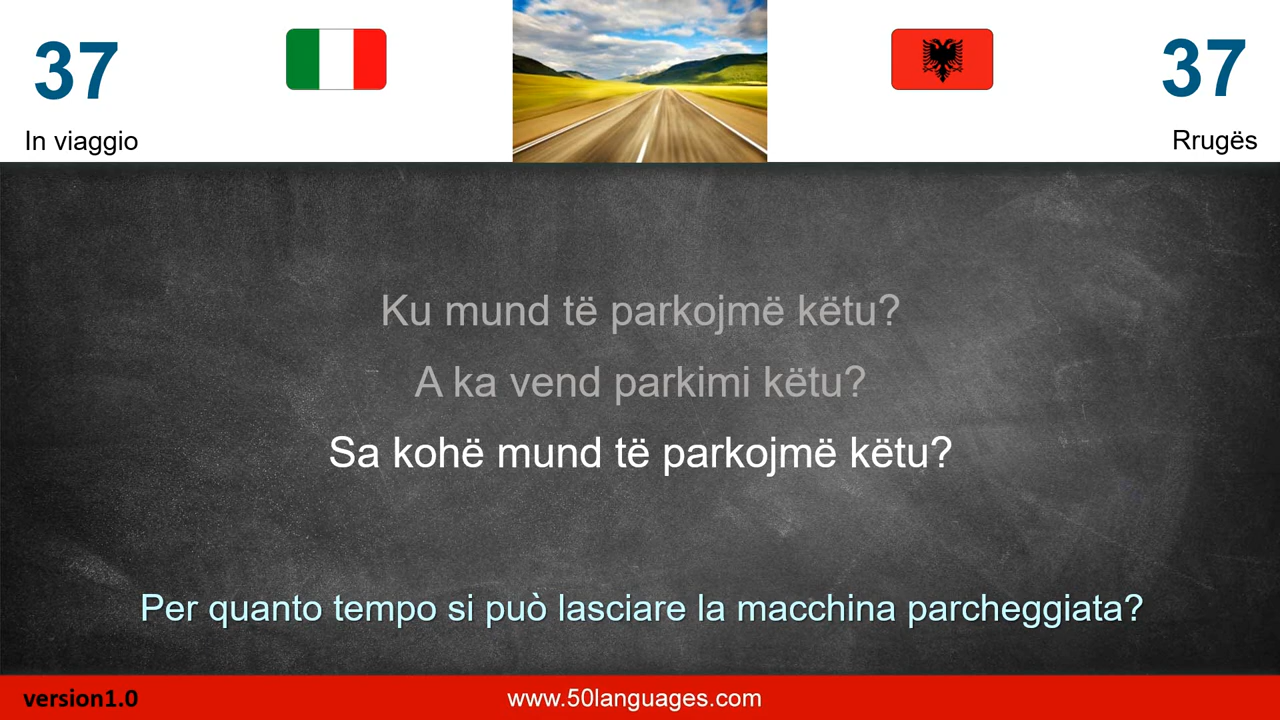 37
37
In viaggio
Rrugës
Ku mund të parkojmë këtu?
A ka vend parkimi këtu?
Sa kohë mund të parkojmë këtu?
Per quanto tempo si può lasciare la macchina parcheggiata?
version1.0
www.50languages.com